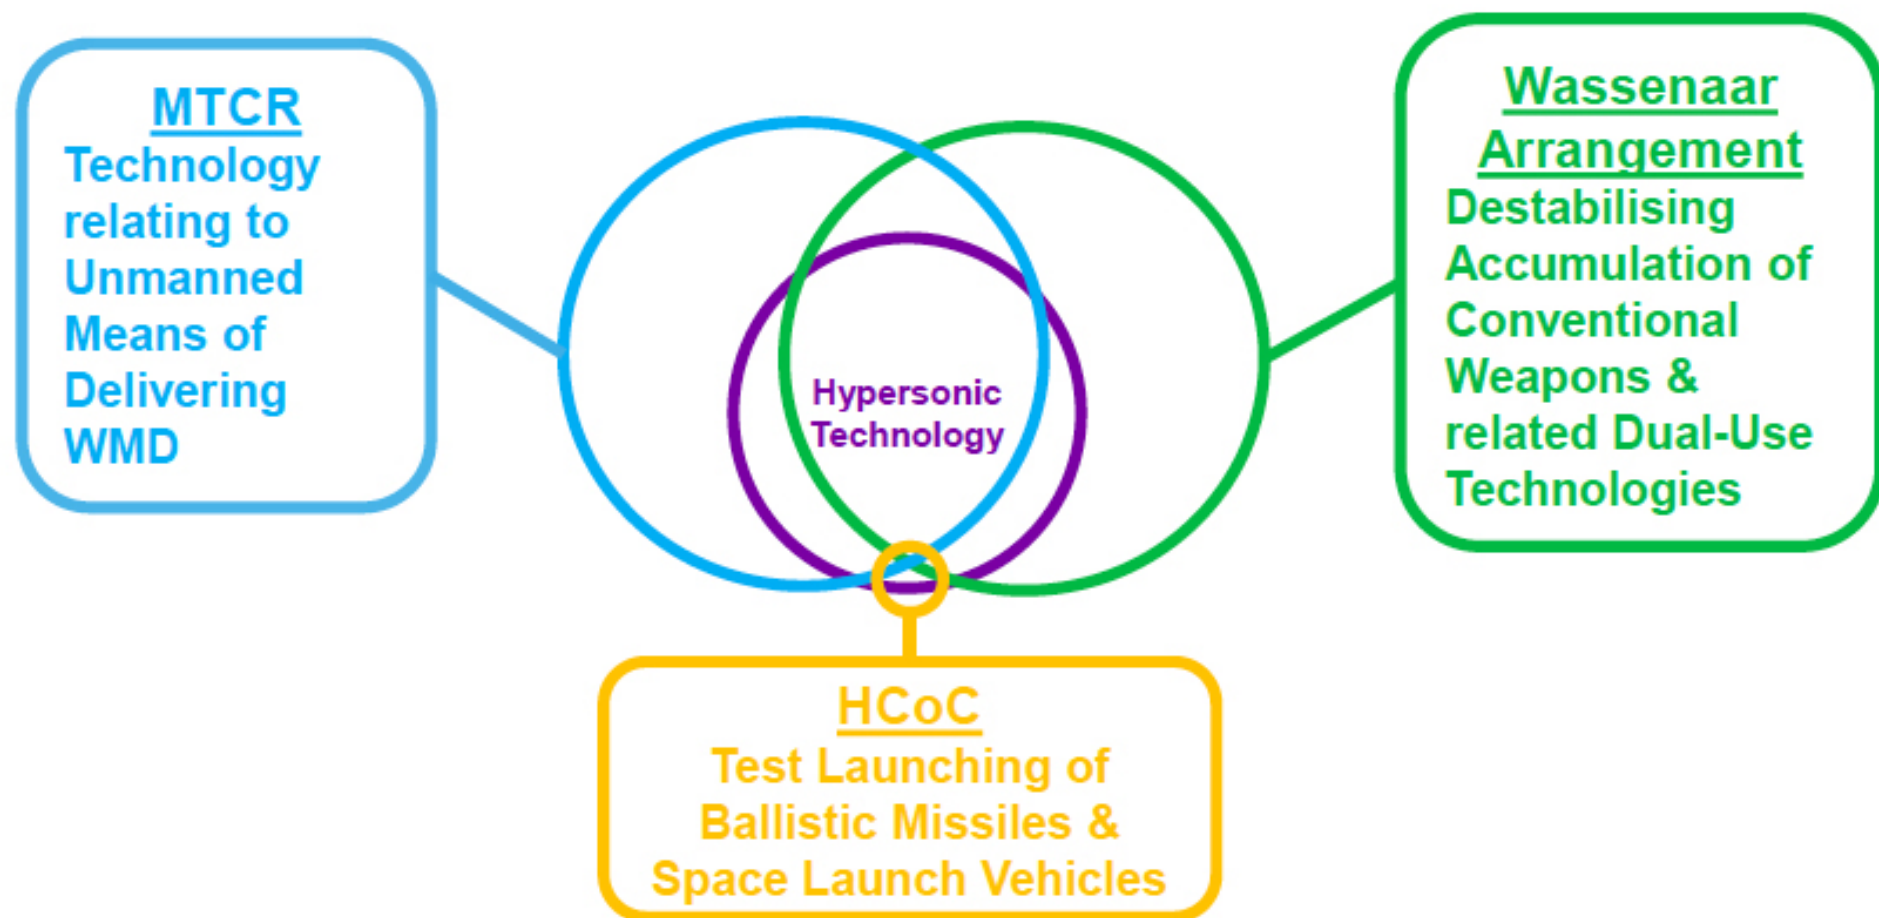 MTCR
Technology
relating to
Unmanned
Means of
Delivering
WMD
Wassenaar
Arrangement
Destabilising
Accumulation of
Conventional
Weapons &
related Dual-Use
Technologies
Hypersonic
Technology
HCoC
Test Launching of
Ballistic Missiles &
Space Launch Vehicles